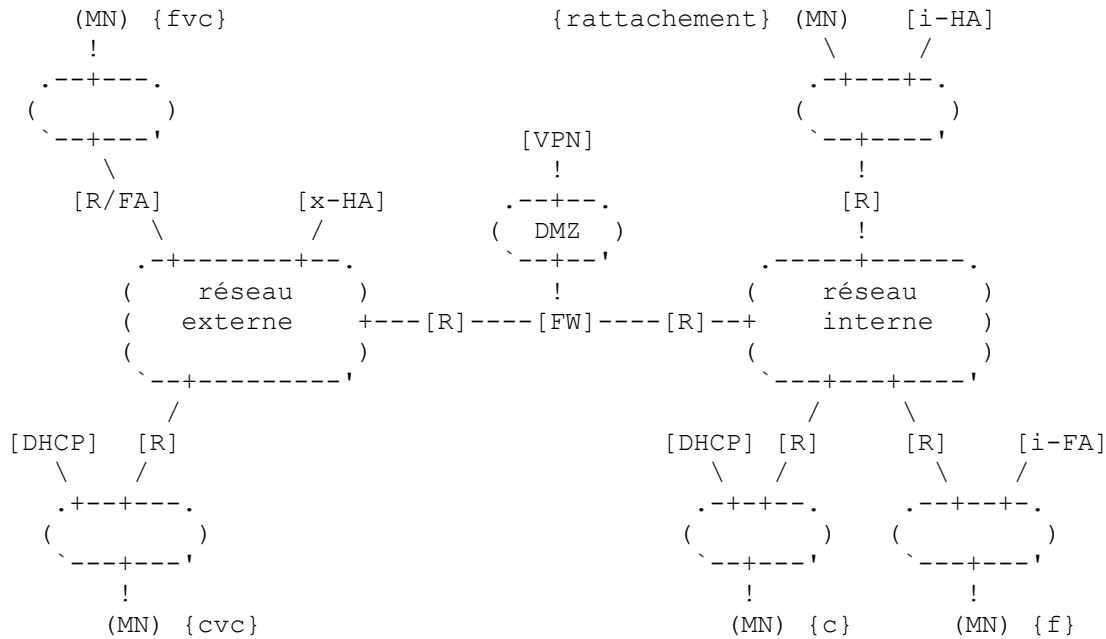 (MN) {fvc} {rattachement} (MN) [i-HA]
! \ /
.--+---. .-+---+-.
( ) ( )
`--+---' [VPN] `--+----'
\ ! !
[R/FA] [x-HA] .--+--. [R]
\ / ( DMZ ) !
.-+-------+--. `--+--' .-----+------.
( réseau ) ! ( réseau )
( externe +---[R]----[FW]----[R]--+ interne )
( ) ( )
`--+---------' `---+---+----'
/ / \
[DHCP] [R] [DHCP] [R] [R] [i-FA]
\ / \ / \ /
.+--+---. .-+-+--. .--+--+-.
( ) ( ) ( )
`---+---' `--+---' `---+---'
! ! !
(MN) {cvc} (MN) {c} (MN) {f}